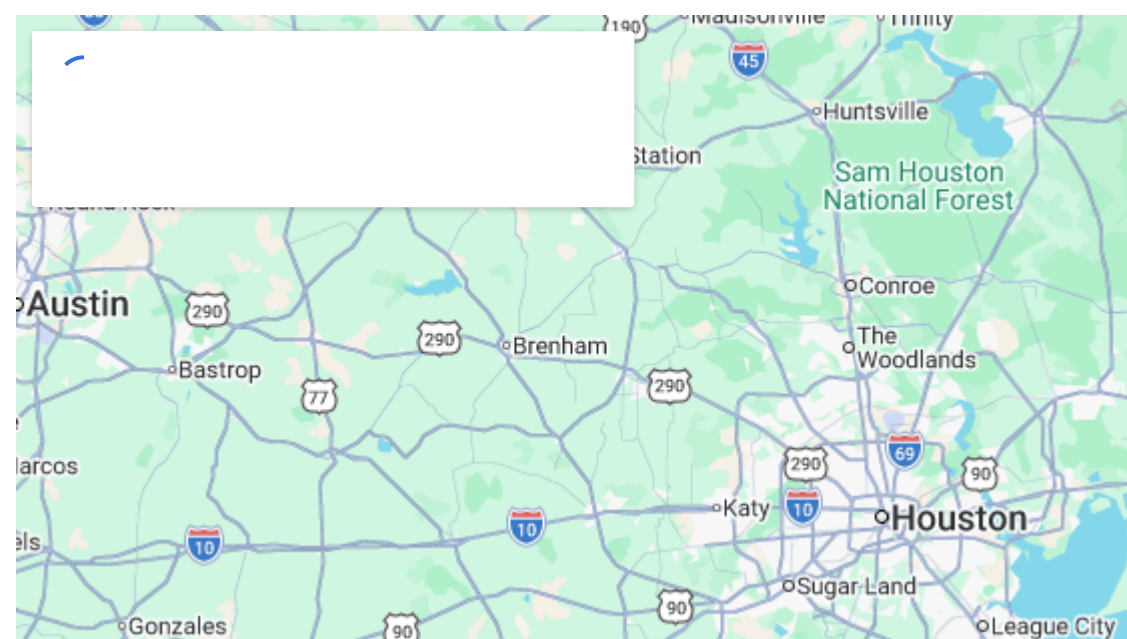 190
Madisonville
Trinity
45
Huntsville
Station
Sam Houston
National Forest
Round Rock
Conroe
Austin
290
290
Brenham
The
Woodlands
Bastrop
77
290
69
290
90
arcos
Katy
10
Houston
10
10
els
Sugar Land
90
Gonzales
90
League City